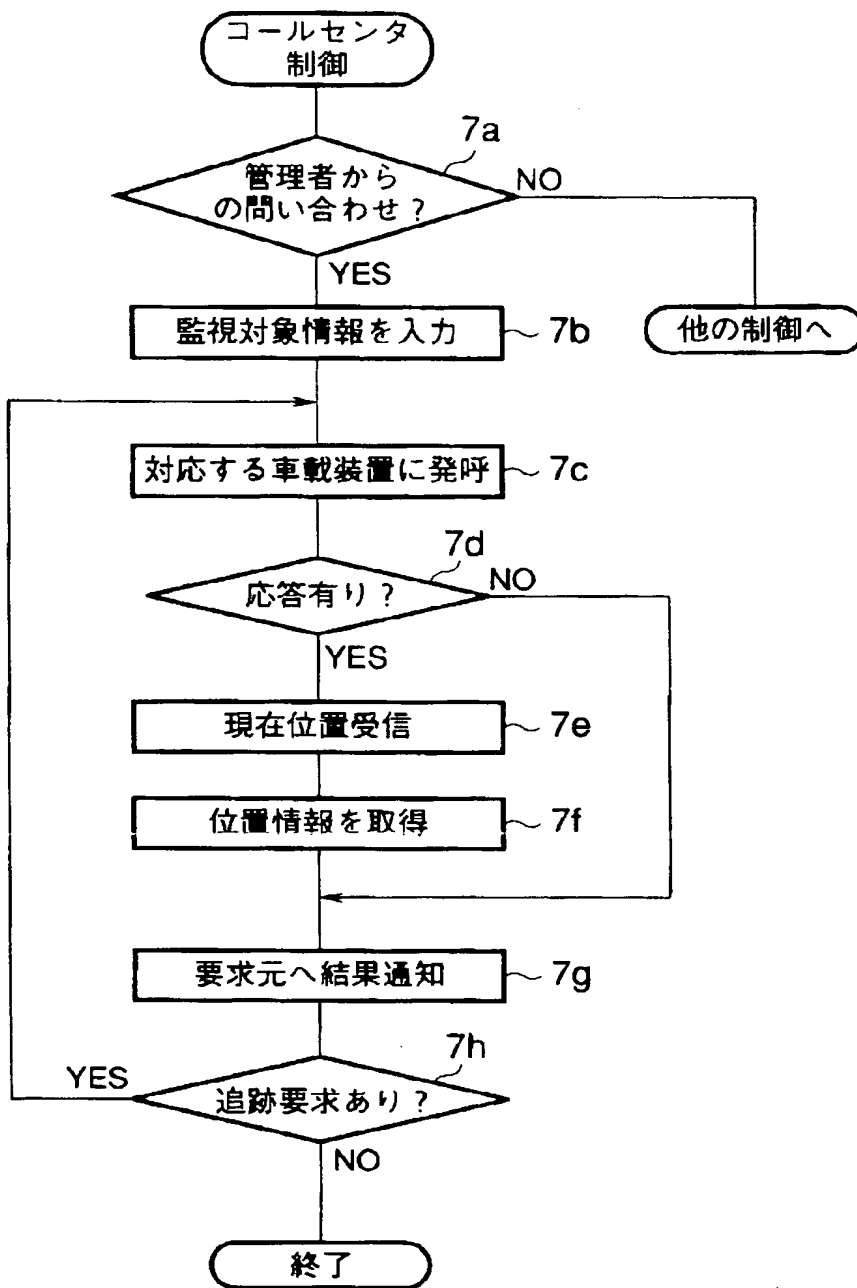 コールセンタ
制御
7a
管理者から
の問い合わせ？
NO
YES
監視対象情報を入力
7b
他の制御へ
対応する車載装置に発呼
7c
7d
応答有り？
NO
YES
現在位置受信
7e
位置情報を取得
7f
要求元へ結果通知
7g
7h
YES
追跡要求あり？
NO
終了